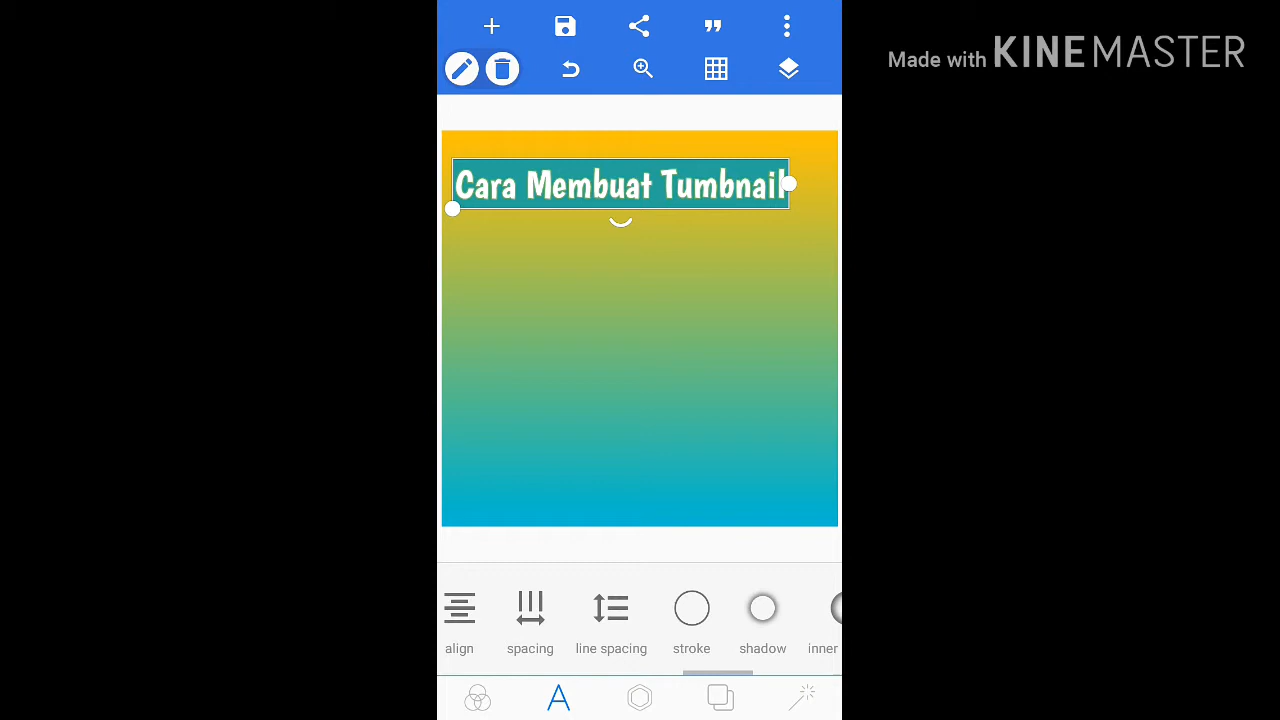 Made with KINEMASTER
Cara Membuat Tumbnail
align spacing line spacing stroke shadow inner